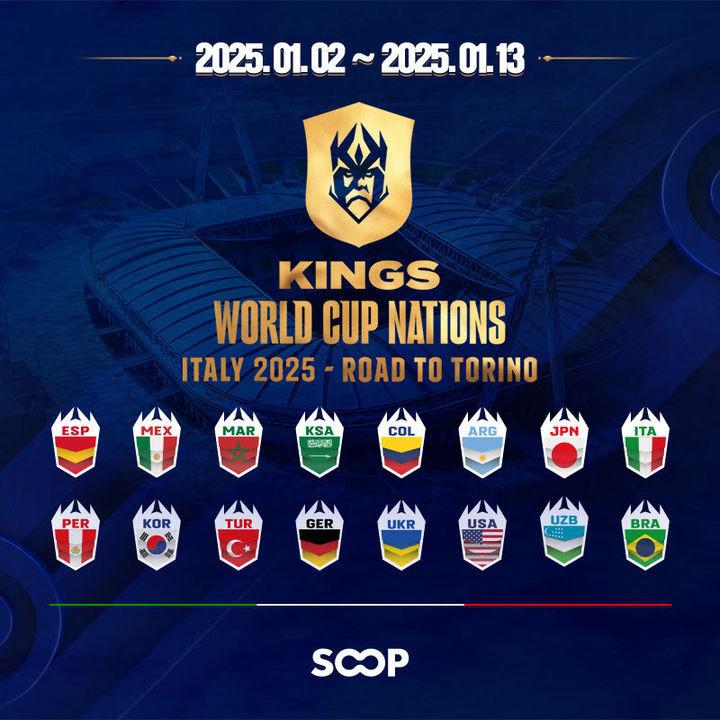 2025.01.02 ~ 2025.01.13
KINGS
WORLD CUP NATIONS
ITALY 2025 - ROAD TO TORINO
ESP MEX MAR KSA COL ARG JPN ITA
PER KOR TUR GER UKR USA UZB BRA
SOOP